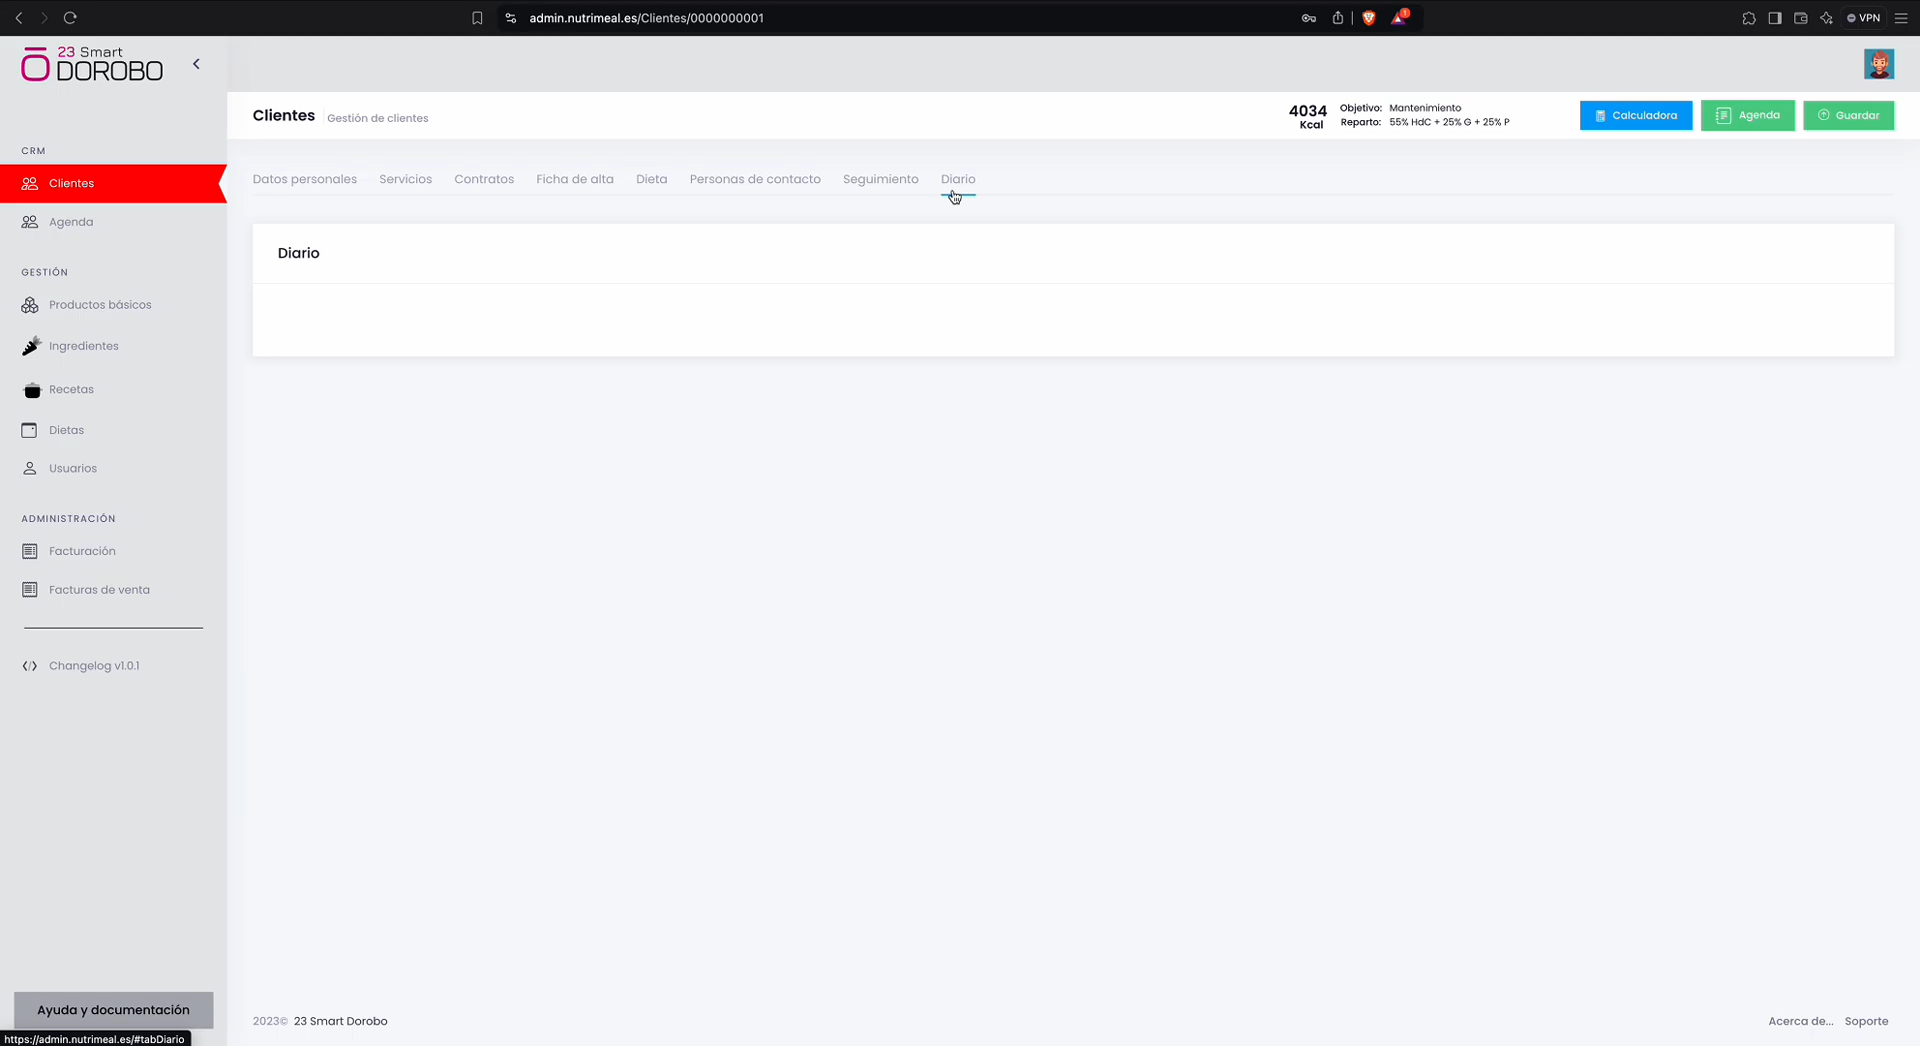 admin.nutrimeal.es/Clientes/0000000001
1
VPN
23 Smart
DOROBO
Clientes
Gestión de clientes
4034
Kcal
Objetivo: Mantenimiento
Reparto: 55% HdC + 25% G + 25% P
Calculadora
Agenda
Guardar
CRM
Clientes
Agenda
GESTIÓN
Productos básicos
Ingredientes
Recetas
Dietas
Usuarios
ADMINISTRACIÓN
Facturación
Facturas de venta
Changelog v1.0.1
Ayuda y documentación
Datos personales Servicios Contratos Ficha de alta Dieta Personas de contacto Seguimiento Diario
Diario
2023© 23 Smart Dorobo
Acerca de... Soporte
https://admin.nutrimeal.es/#tabDiario